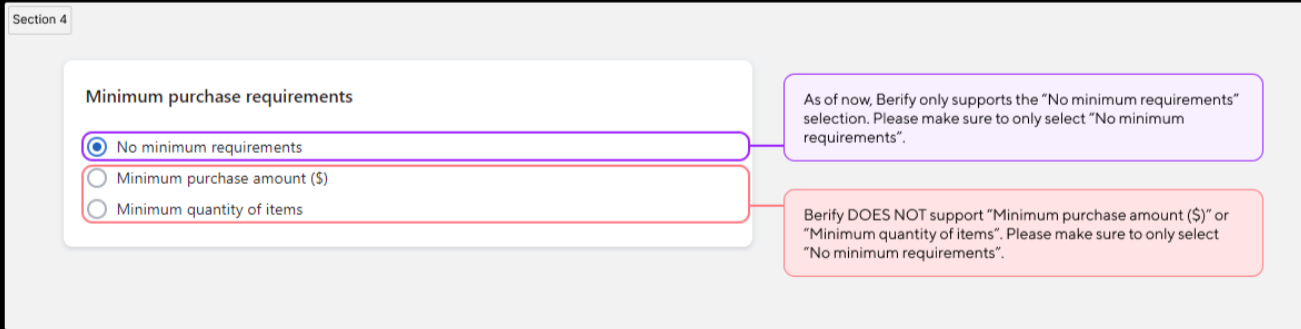 Section 4
Minimum purchase requirements
No minimum requirements
Minimum purchase amount ($)
Minimum quantity of items
As of now, Berify only supports the “No minimum requirements”
selection. Please make sure to only select “No minimum
requirements”.
Berify DOES NOT support “Minimum purchase amount ($)” or
“Minimum quantity of items”. Please make sure to only select
“No minimum requirements”.